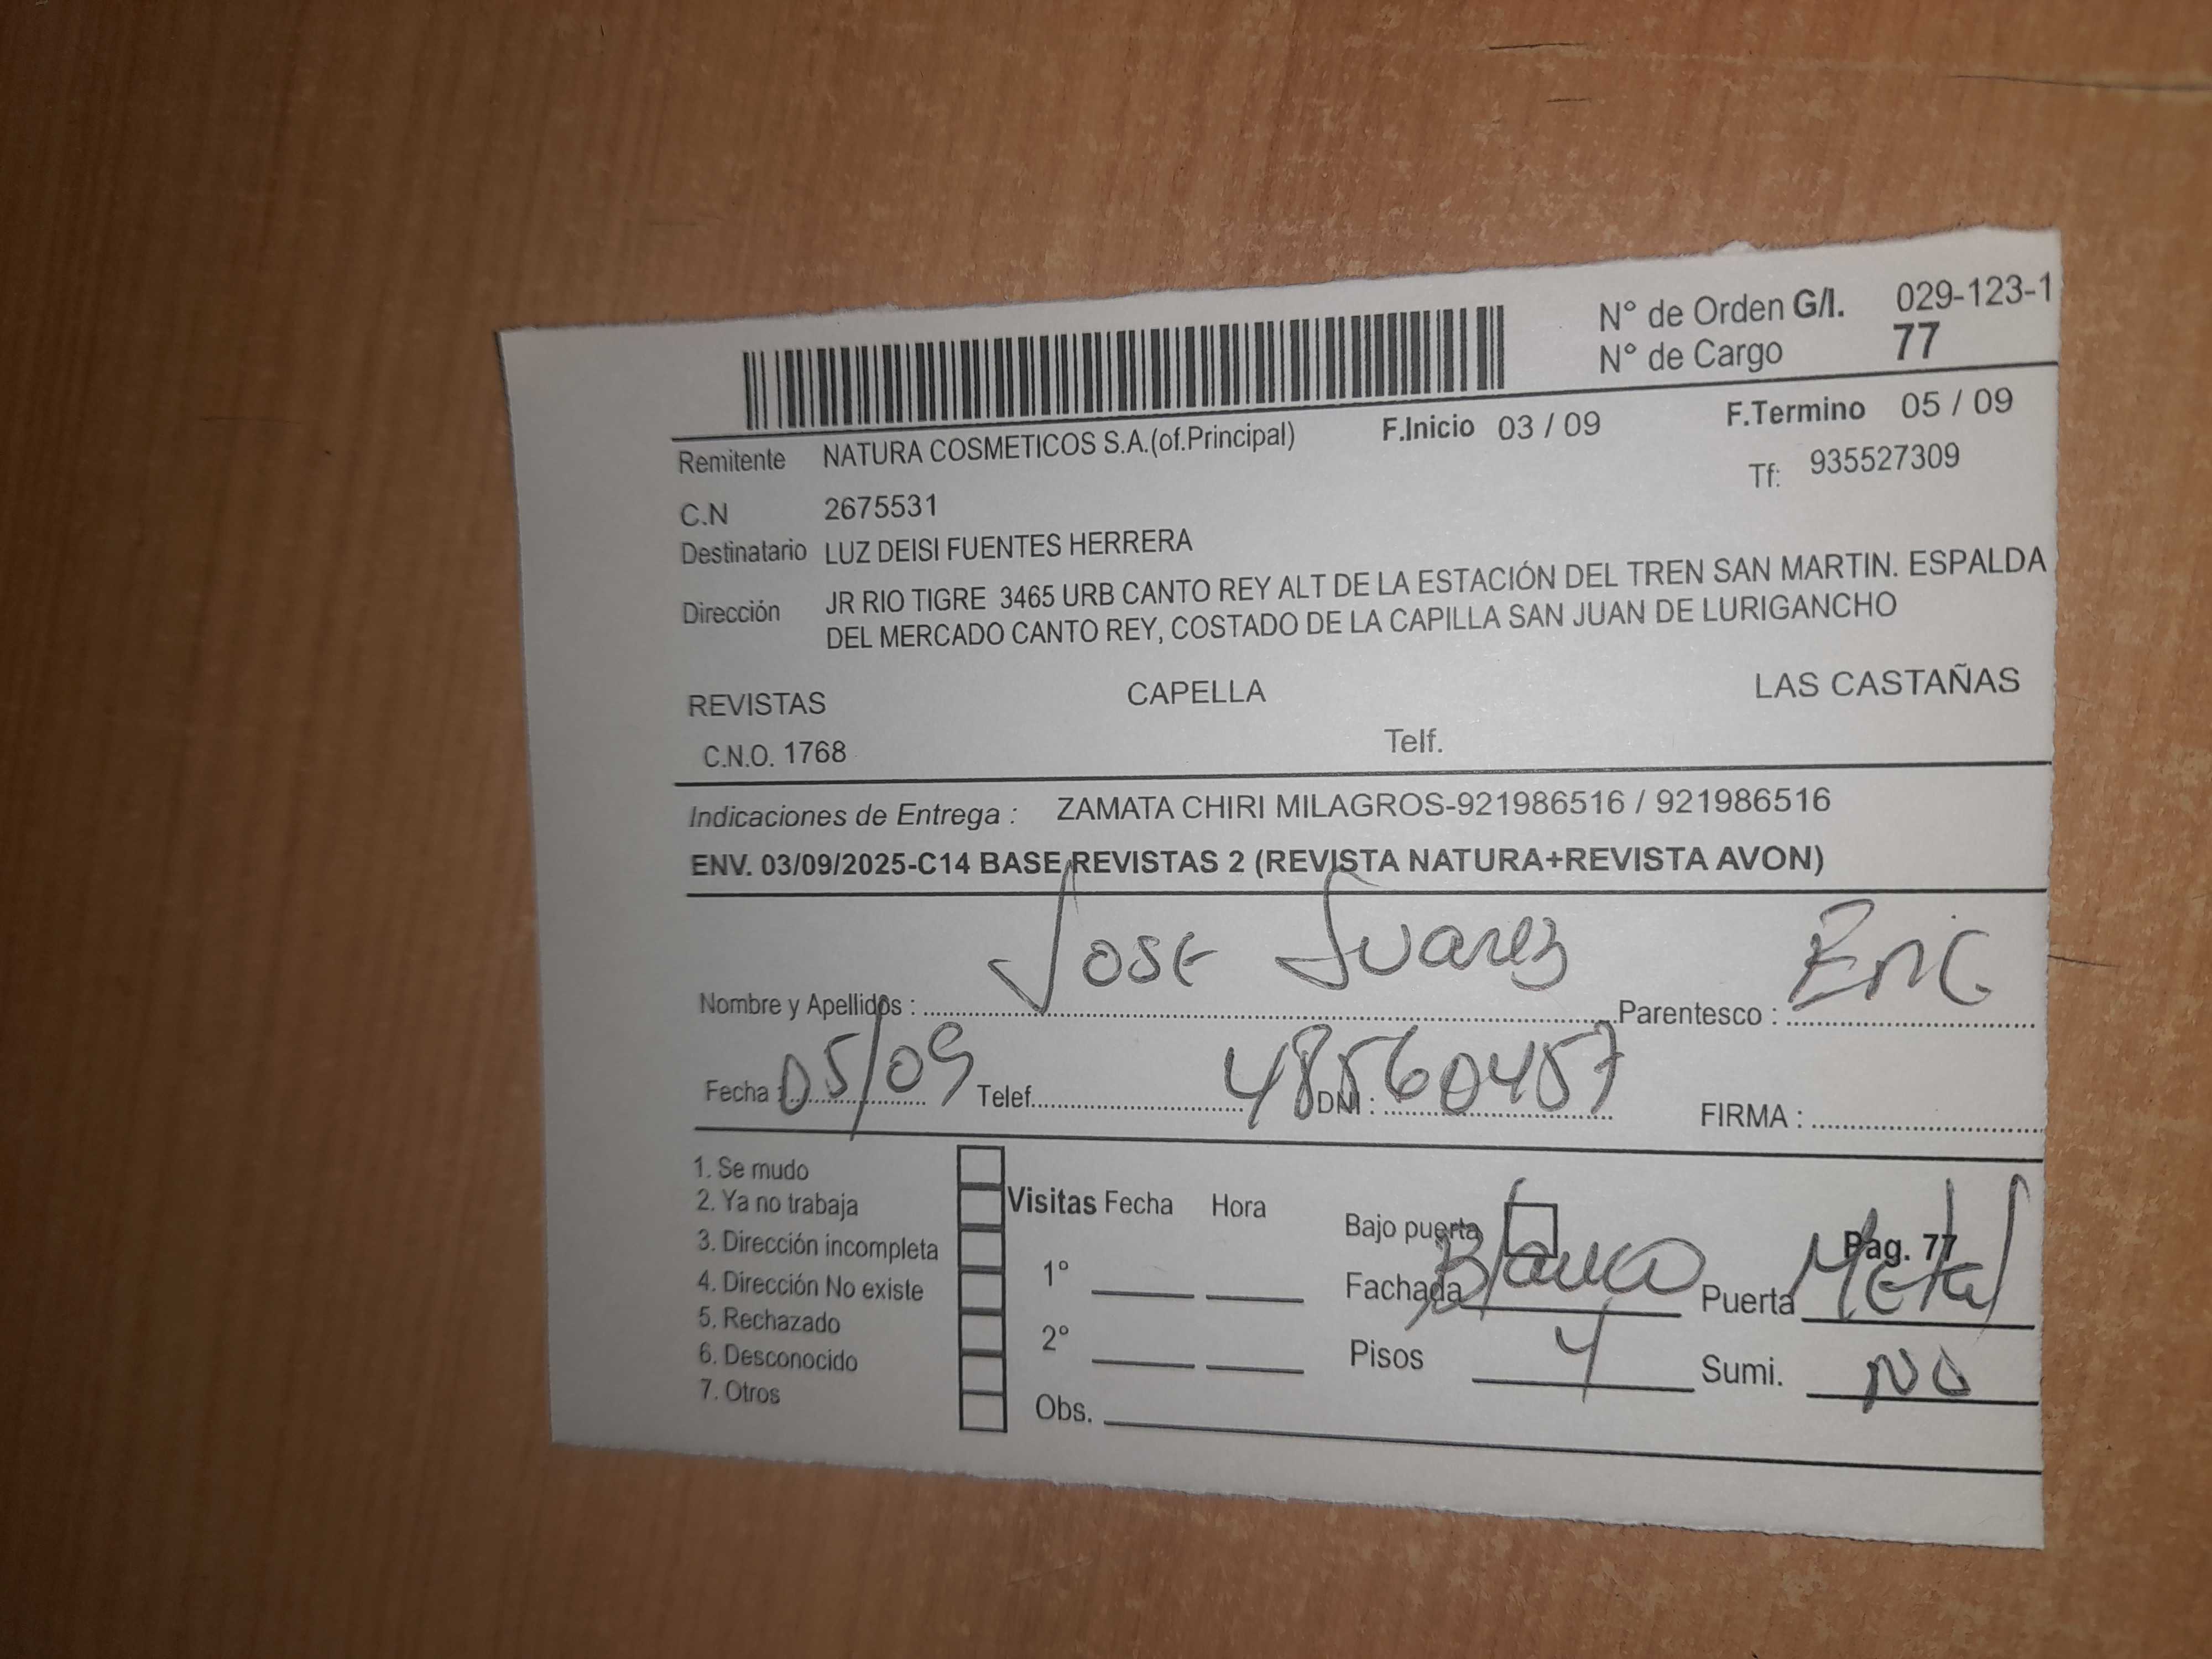 N° de Orden G/I. 029-123-1
N° de Cargo 77
Remitente NATURA COSMETICOS S.A.(of.Principal) F.Inicio 03 / 09 F.Termino 05 / 09
Tf: 935527309
C.N 2675531
Destinatario LUZ DEISI FUENTES HERRERA
Dirección JR RIO TIGRE 3465 URB CANTO REY ALT DE LA ESTACIÓN DEL TREN SAN MARTIN. ESPALDA
DEL MERCADO CANTO REY, COSTADO DE LA CAPILLA SAN JUAN DE LURIGANCHO
REVISTAS CAPELLA LAS CASTAÑAS
C.N.O. 1768 Telf.
Indicaciones de Entrega : ZAMATA CHIRI MILAGROS-921986516 / 921986516
ENV. 03/09/2025-C14 BASE REVISTAS 2 (REVISTA NATURA+REVISTA AVON)
Nombre y Apellidos : Jose Suarez Parentesco : Enc
Fecha : 05/09 Telef. DNI : 48560457 FIRMA :
1. Se mudo
2. Ya no trabaja
3. Dirección incompleta
4. Dirección No existe
5. Rechazado
6. Desconocido
7. Otros
Visitas Fecha Hora
1°
2°
Obs.
Bajo puerta Pag. 77
Fachada Blanca Puerta Metal
Pisos 4 Sumi. NO